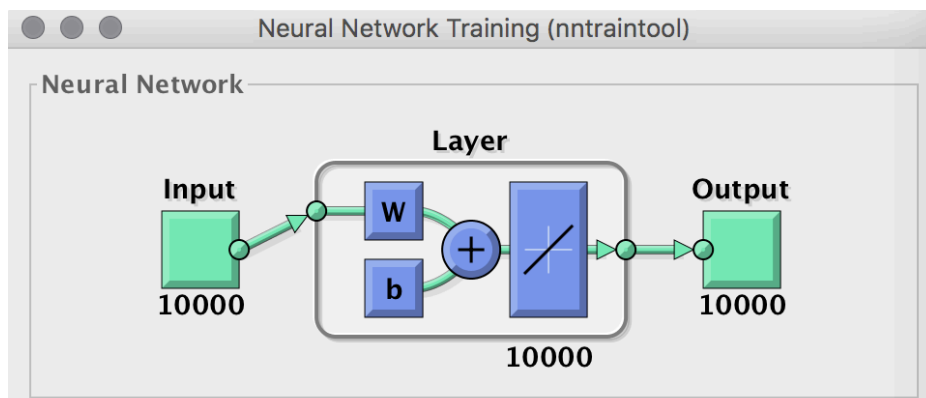 Neural Network Training (nntraintool)
Neural Network
Layer
Input
Output
W
+
b
10000
10000
10000